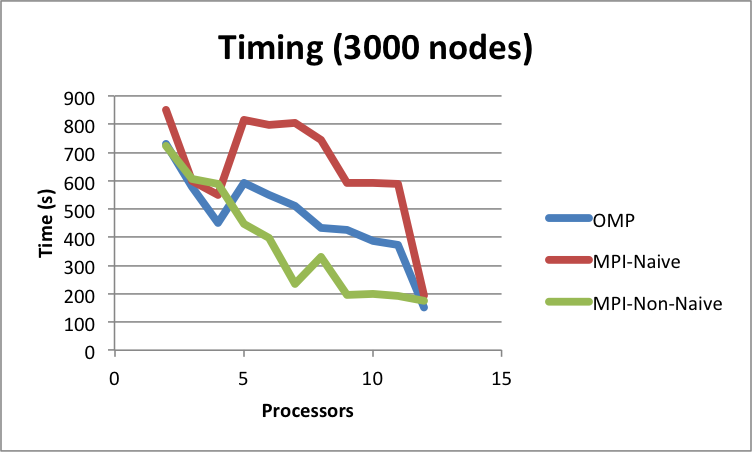 Timing (3000 nodes)
900
800
700
600
500
400
300
200
100
0
Time (s)
0 5 10 15
Processors
OMP
MPI-Naive
MPI-Non-Naive